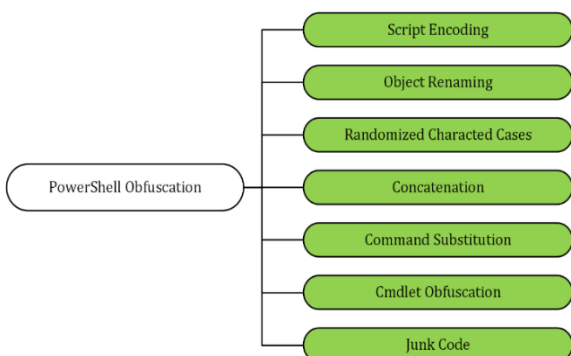 Script Encoding
Object Renaming
Randomized Characted Cases
PowerShell Obfuscation
Concatenation
Command Substitution
Cmdlet Obfuscation
Junk Code